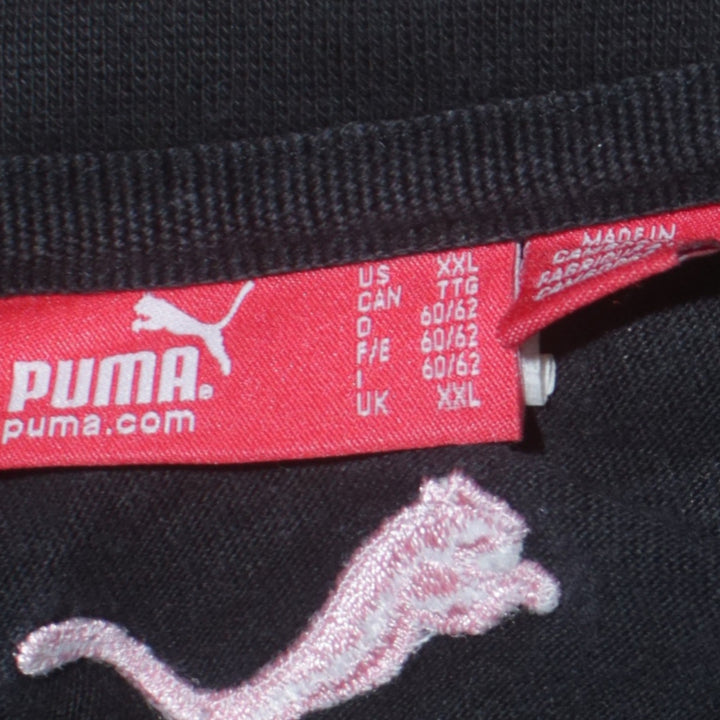 PUMA®
puma.com
US XXL
CAN TTG
D 60/62
F/E 60/62
I 60/62
UK XXL
MADE IN